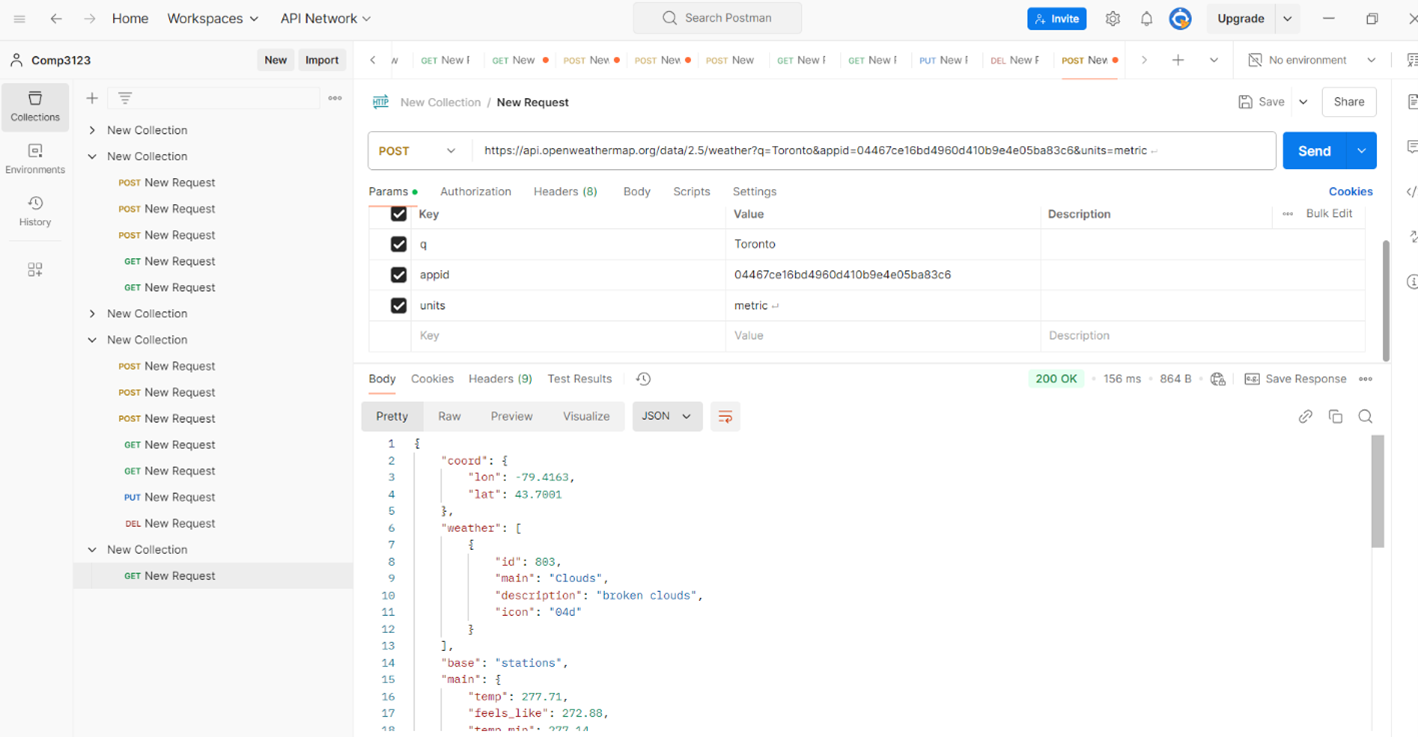 Home Workspaces API Network Search Postman Invite Upgrade
Comp3123 New Import
w GET New F GET New POST New POST New POST New GET New F GET New F PUT New F DEL New F POST New No environment
Collections
Environments
History
New Collection
New Collection
POST New Request
POST New Request
POST New Request
GET New Request
GET New Request
New Collection
New Collection
POST New Request
POST New Request
POST New Request
GET New Request
GET New Request
PUT New Request
DEL New Request
New Collection
GET New Request
HTTP New Collection / New Request Save Share
POST https://api.openweathermap.org/data/2.5/weather?q=Toronto&appid=04467ce16bd4960d410b9e4e05ba83c6&units=metric Send
Params Authorization Headers (8) Body Scripts Settings Cookies
Key Value Description Bulk Edit
q Toronto
appid 04467ce16bd4960d410b9e4e05ba83c6
units metric
Key Value Description
Body Cookies Headers (9) Test Results 200 OK 156 ms 864 B Save Response
Pretty Raw Preview Visualize JSON
1 {
2 "coord": {
3 "lon": -79.4163,
4 "lat": 43.7001
5 },
6 "weather": [
7 {
8 "id": 803,
9 "main": "Clouds",
10 "description": "broken clouds",
11 "icon": "04d"
12 }
13 ],
14 "base": "stations",
15 "main": {
16 "temp": 277.71,
17 "feels_like": 272.88,
18 "temp_min": 277.14